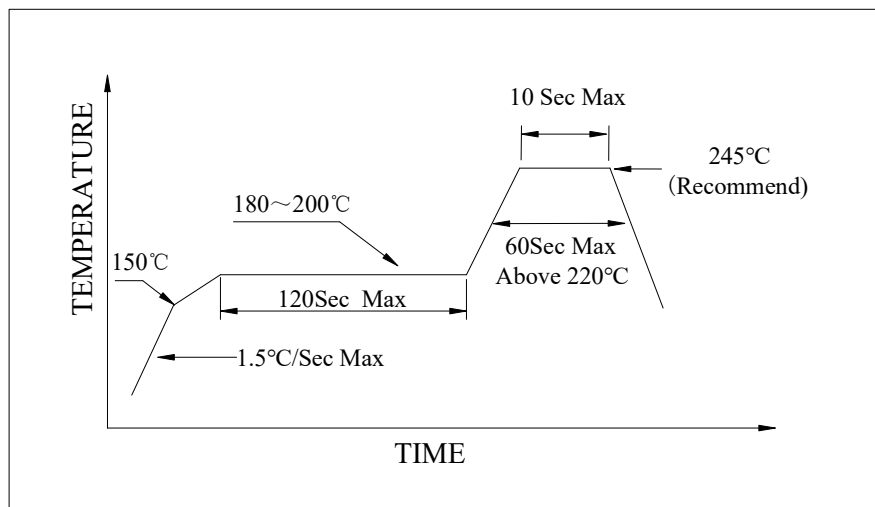 10 Sec Max
245℃
(Recommend)
180～200℃
60Sec Max
Above 220℃
150℃
120Sec Max
1.5℃/Sec Max
TEMPERATURE
TIME